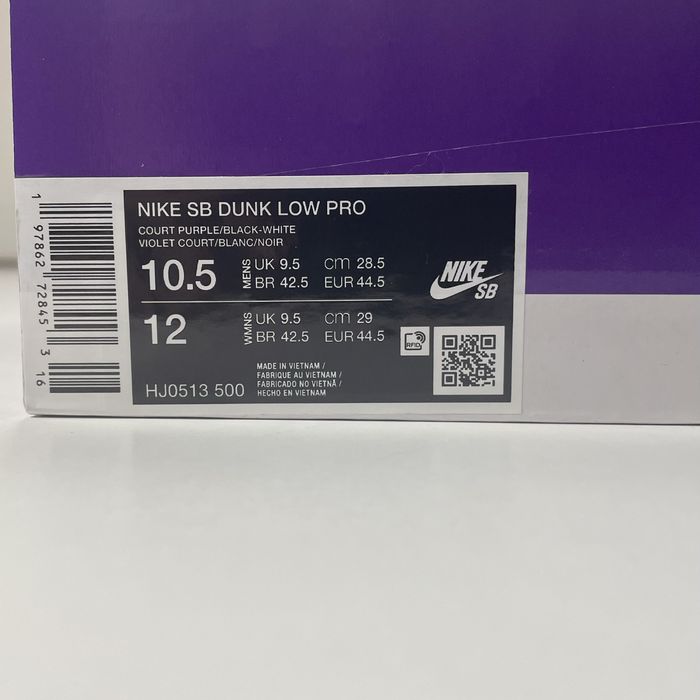 1 97862 72845 3 16
NIKE SB DUNK LOW PRO
COURT PURPLE/BLACK-WHITE
VIOLET COURT/BLANC/NOIR
10.5 MENS UK 9.5 cm 28.5
BR 42.5 EUR 44.5
12 WMNS UK 9.5 cm 29
BR 42.5 EUR 44.5
NIKE
SB
RFID
HJ0513 500
MADE IN VIETNAM /
FABRIQUE AU VIETNAM /
FABRICADO NO VIETNÃ /
HECHO EN VIETNAM